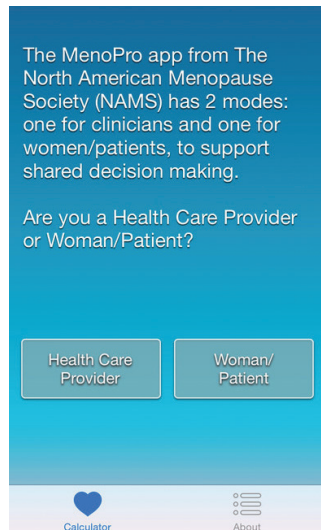 The MenoPro app from The
North American Menopause
Society (NAMS) has 2 modes:
one for clinicians and one for
women/patients, to support
shared decision making.
Are you a Health Care Provider
or Woman/Patient?
Health Care
Provider
Woman/
Patient
Calculator
About